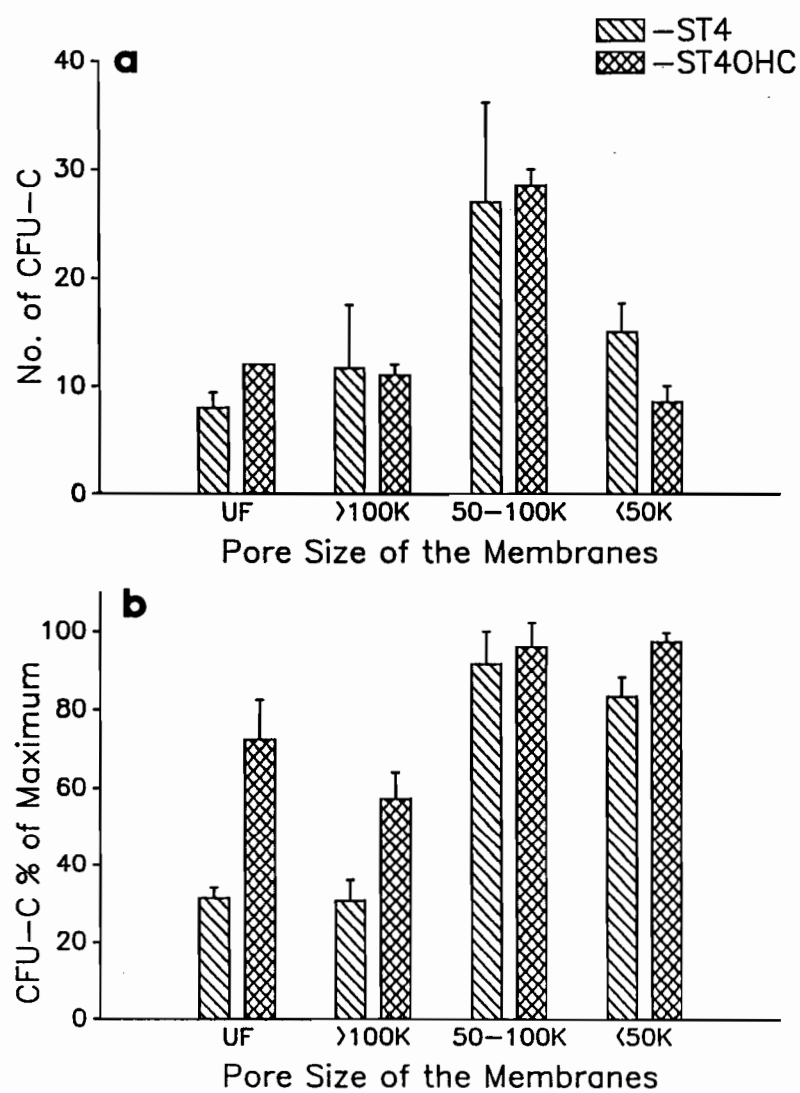 -ST4
-ST4OHC
a
No. of CFU-C
40
30
20
10
0
UF >100K 50-100K <50K
Pore Size of the Membranes
b
CFU-C % of Maximum
100
80
60
40
20
0
UF >100K 50-100K <50K
Pore Size of the Membranes